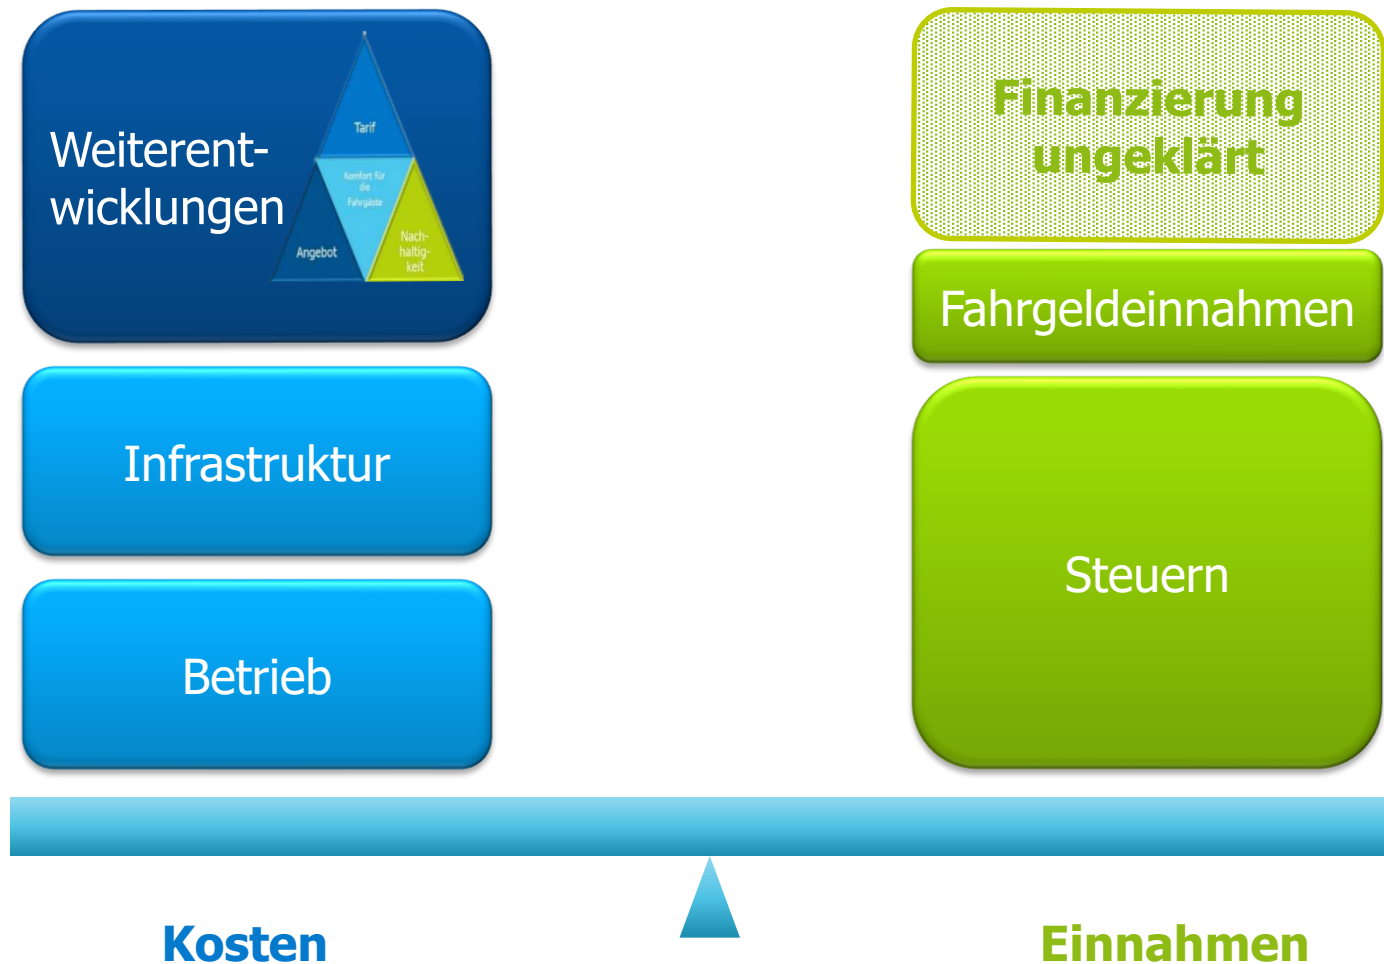 Weiterent-
wicklungen
Tarif
Komfort für
die
Fahrgäste
Angebot
Nach-
haltig-
keit
Infrastruktur
Betrieb
Kosten
Finanzierung
ungeklärt
Fahrgeldeinnahmen
Steuern
Einnahmen